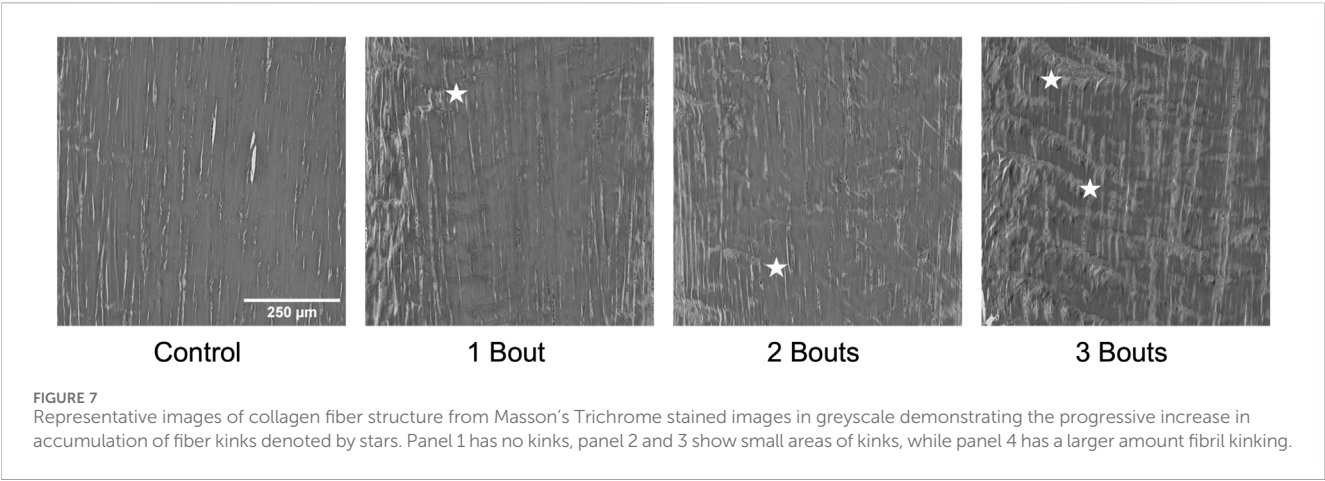 250 µm
Control
1 Bout
2 Bouts
3 Bouts
FIGURE 7
Representative images of collagen fiber structure from Masson’s Trichrome stained images in greyscale demonstrating the progressive increase in
accumulation of fiber kinks denoted by stars. Panel 1 has no kinks, panel 2 and 3 show small areas of kinks, while panel 4 has a larger amount fibril kinking.